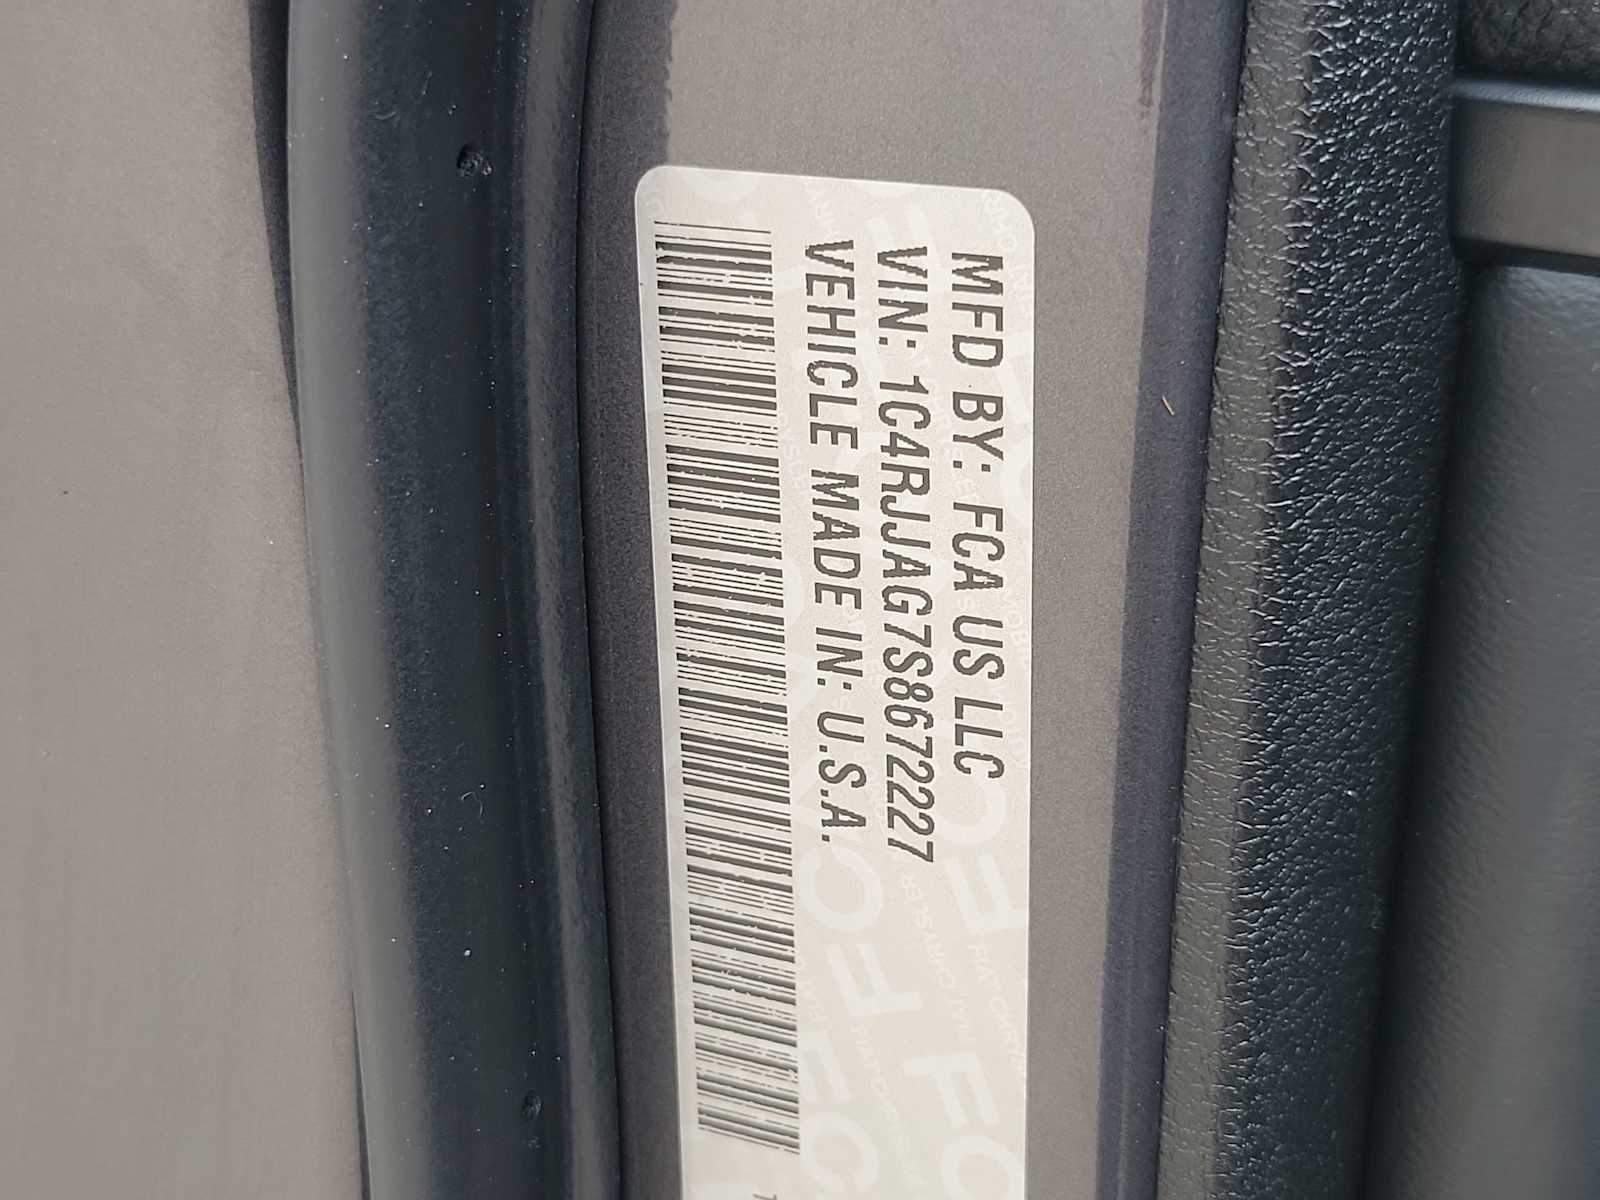 MFD BY: FCA US LLC
VIN: 1C4RJJAG7S8672227
VEHICLE MADE IN: U.S.A.